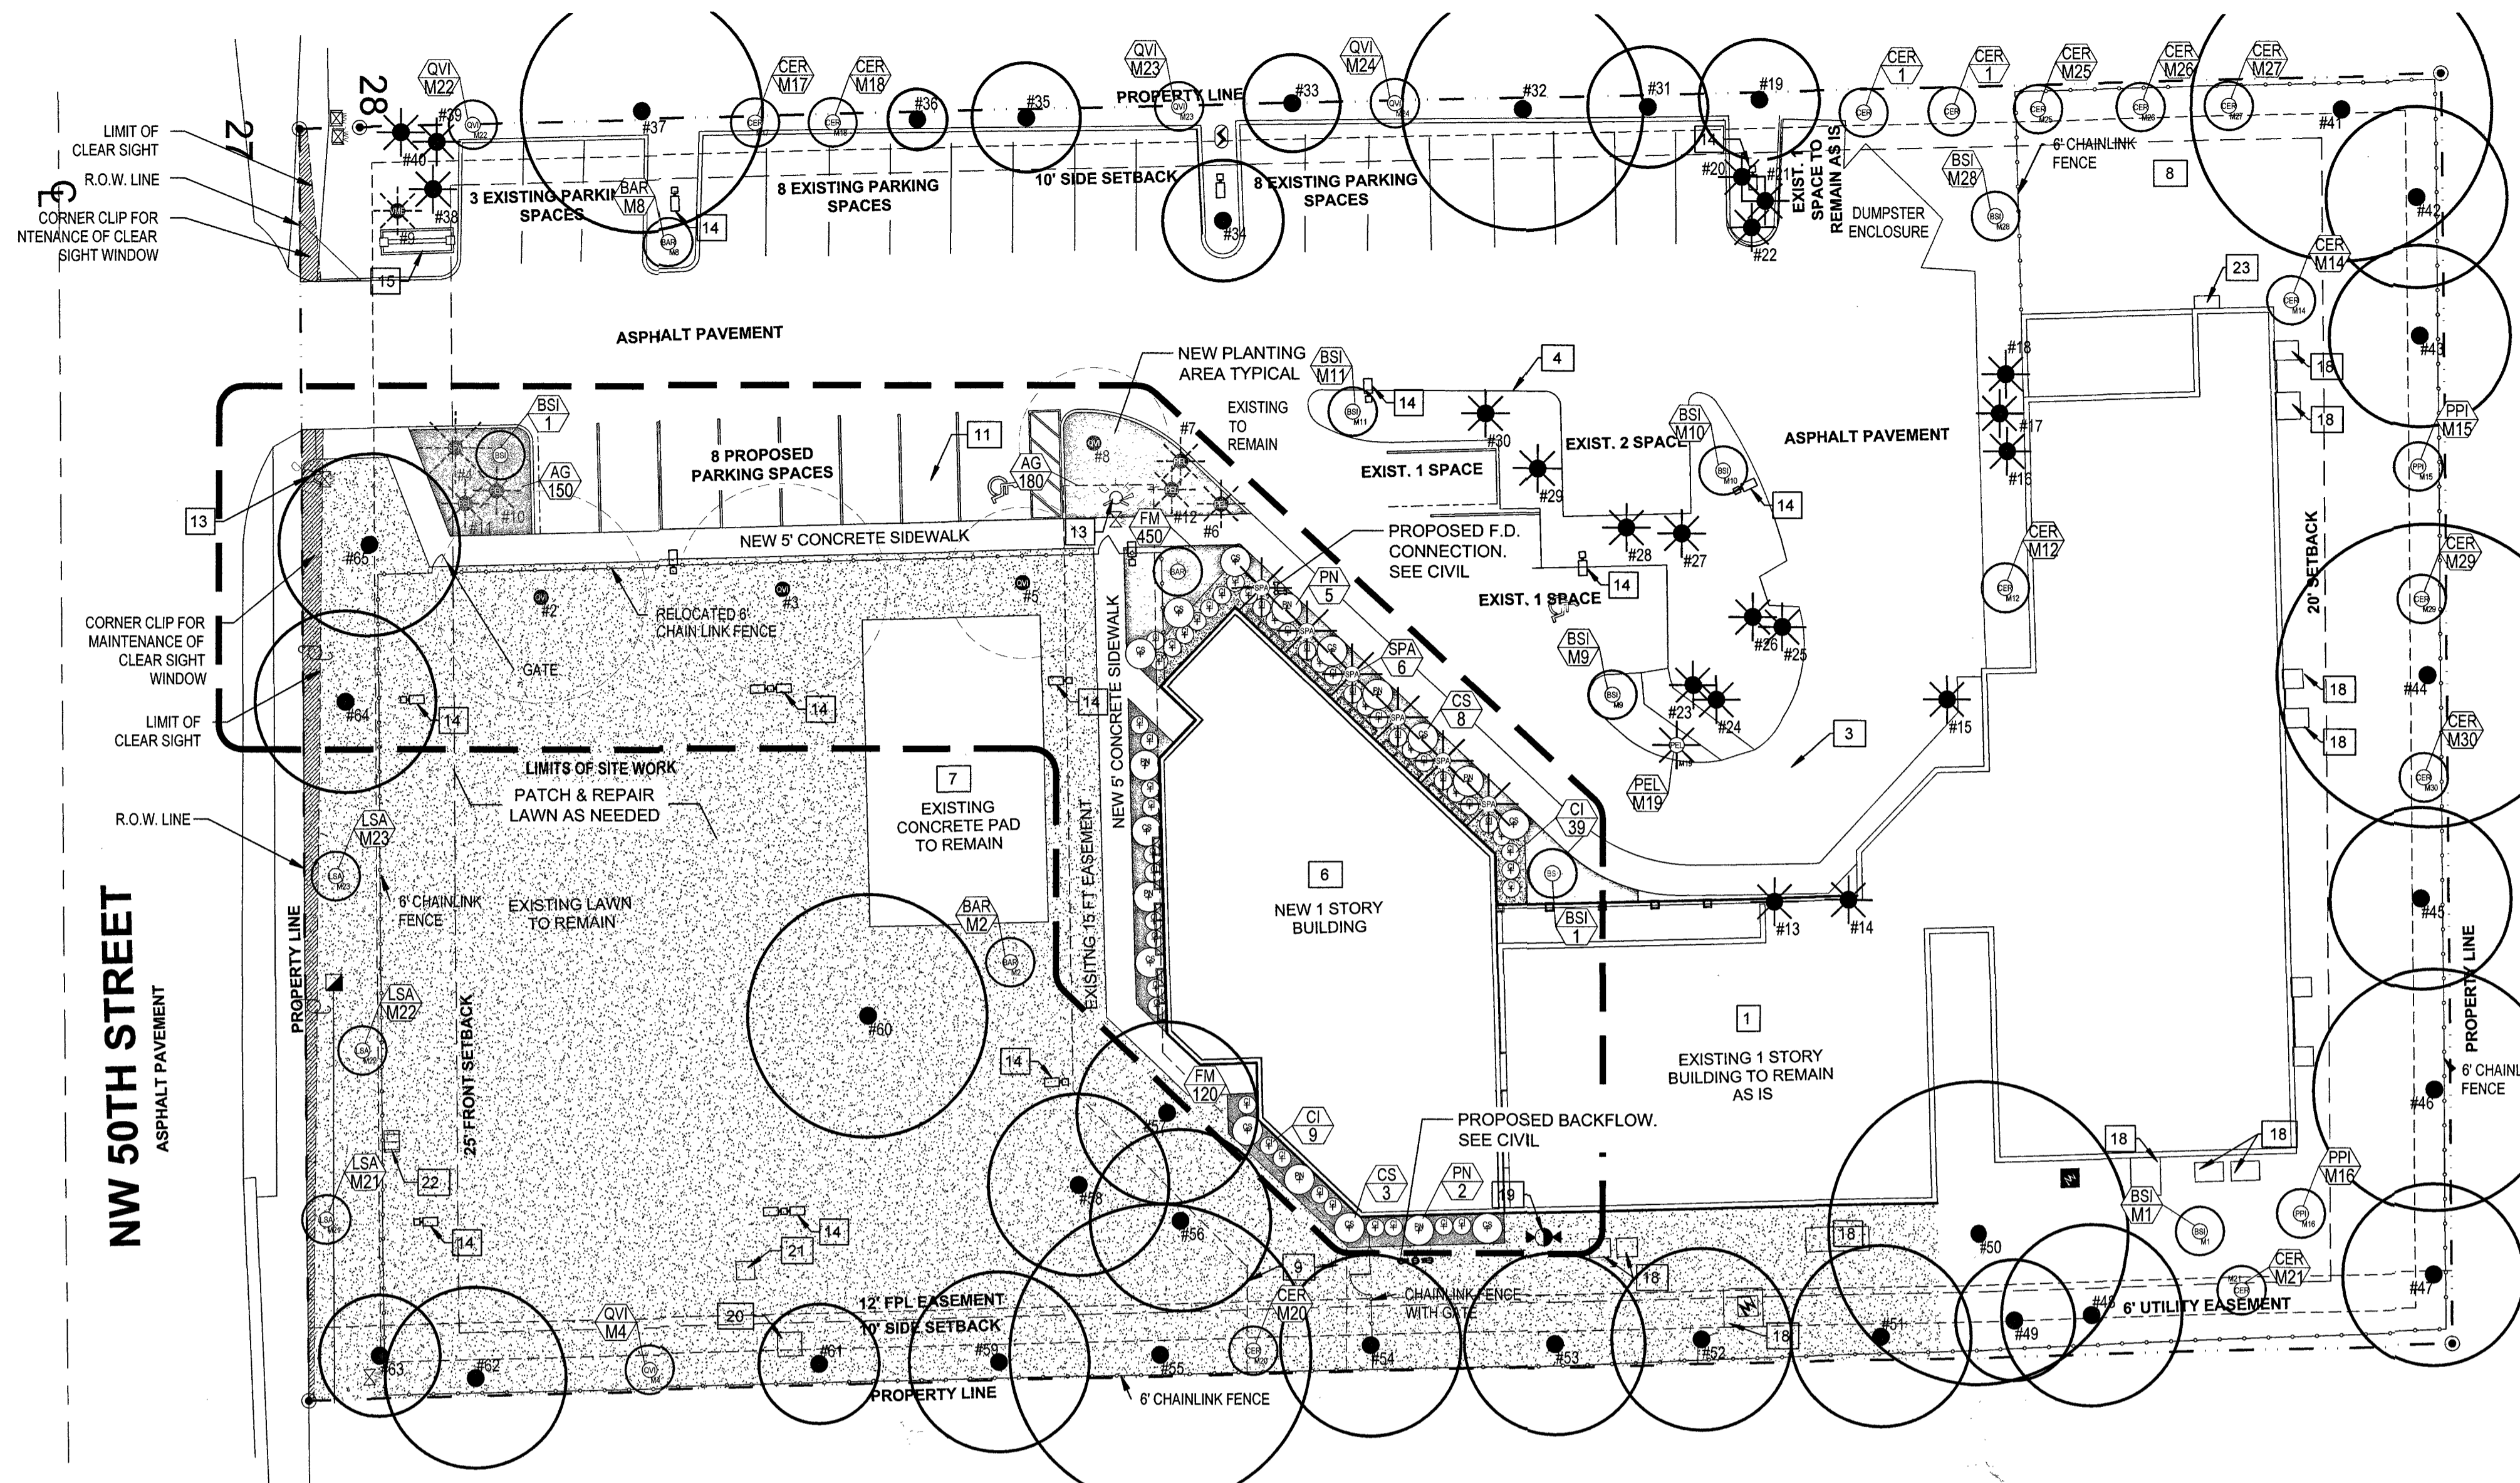 QVI
M22
CER
M17
CER
M18
QVI
M23
QVI
M24
CER
1
CER
1
CER
M25
CER
M26
CER
M27
27
28
LIMIT OF
CLEAR SIGHT
R.O.W. LINE
CORNER CLIP FOR
NTENANCE OF CLEAR
SIGHT WINDOW
#39
#40
#38
#9
15
#37
#36
#35
PROPERTY LINE
#33
#32
#31
#19
#41
3 EXISTING PARKIN
SPACES
BAR
M8
14
8 EXISTING PARKING
SPACES
10' SIDE SETBACK
#34
8 EXISTING PARKING
SPACES
14
#20
#21
#22
EXIST. 1
SPACE TO
REMAIN AS IS
DUMPSTER
ENCLOSURE
BSI
M28
6' CHAINLINK
FENCE
8
#42
CER
M14
23
#43
18
18
PPI
M15
ASPHALT PAVEMENT
NEW PLANTING
AREA TYPICAL
BSI
M11
4
14
EXISTING
TO
REMAIN
#30
#29
EXIST. 2 SPACE
BSI
M10
ASPHALT PAVEMENT
#18
#17
#16
EXIST. 1 SPACE
14
#28
#27
BSI
1
AG
150
#4
#10
#11
8 PROPOSED
PARKING SPACES
11
AG
180
#8
#7
#12
#6
13
13
FM
450
NEW 5' CONCRETE SIDEWALK
PROPOSED F.D.
CONNECTION.
SEE CIVIL
PN
5
14
EXIST. 1 SPACE
CER
M12
20' SETBACK
CER
M29
#65
#2
#3
#5
RELOCATED 6'
CHAIN LINK FENCE
GATE
CORNER CLIP FOR
MAINTENANCE OF
CLEAR SIGHT
WINDOW
LIMIT OF
CLEAR SIGHT
#64
14
14
14
NEW 5' CONCRETE SIDEWALK
SPA
6
CS
8
BSI
M9
#26
#25
#23
#24
PEL
M19
3
#15
#44
18
18
CER
M30
LIMITS OF SITE WORK
PATCH & REPAIR
LAWN AS NEEDED
7
EXISTING
CONCRETE PAD
TO REMAIN
EXISITNG 15 FT EASEMENT
R.O.W. LINE
LSA
M23
6' CHAINLINK
FENCE
EXISTING LAWN
TO REMAIN
BAR
M2
6
NEW 1 STORY
BUILDING
CI
39
BSI
1
#13
#14
#45
PROPERTY LINE
NW 50TH STREET
ASPHALT PAVEMENT
PROPERTY LINE
LSA
M22
25' FRONT SETBACK
#60
14
1
EXISTING 1 STORY
BUILDING TO REMAIN
AS IS
6' CHAINL
FENCE
#46
#57
FM
120
CI
9
PROPOSED BACKFLOW.
SEE CIVIL
18
18
PPI
M16
LSA
M21
22
14
#58
#56
CS
3
PN
2
19
BSI
M1
14
21
9
18
18
#50
CER
M21
#47
12' FPL EASEMENT
10' SIDE SETBACK
CER
M20
CHAINLINK FENCE
WITH GATE
20
QVI
M4
18
6' UTILITY EASEMENT
#63
#62
#61
#59
#55
#54
#53
#52
#51
#49
#48
PROPERTY LINE
6' CHAINLINK FENCE